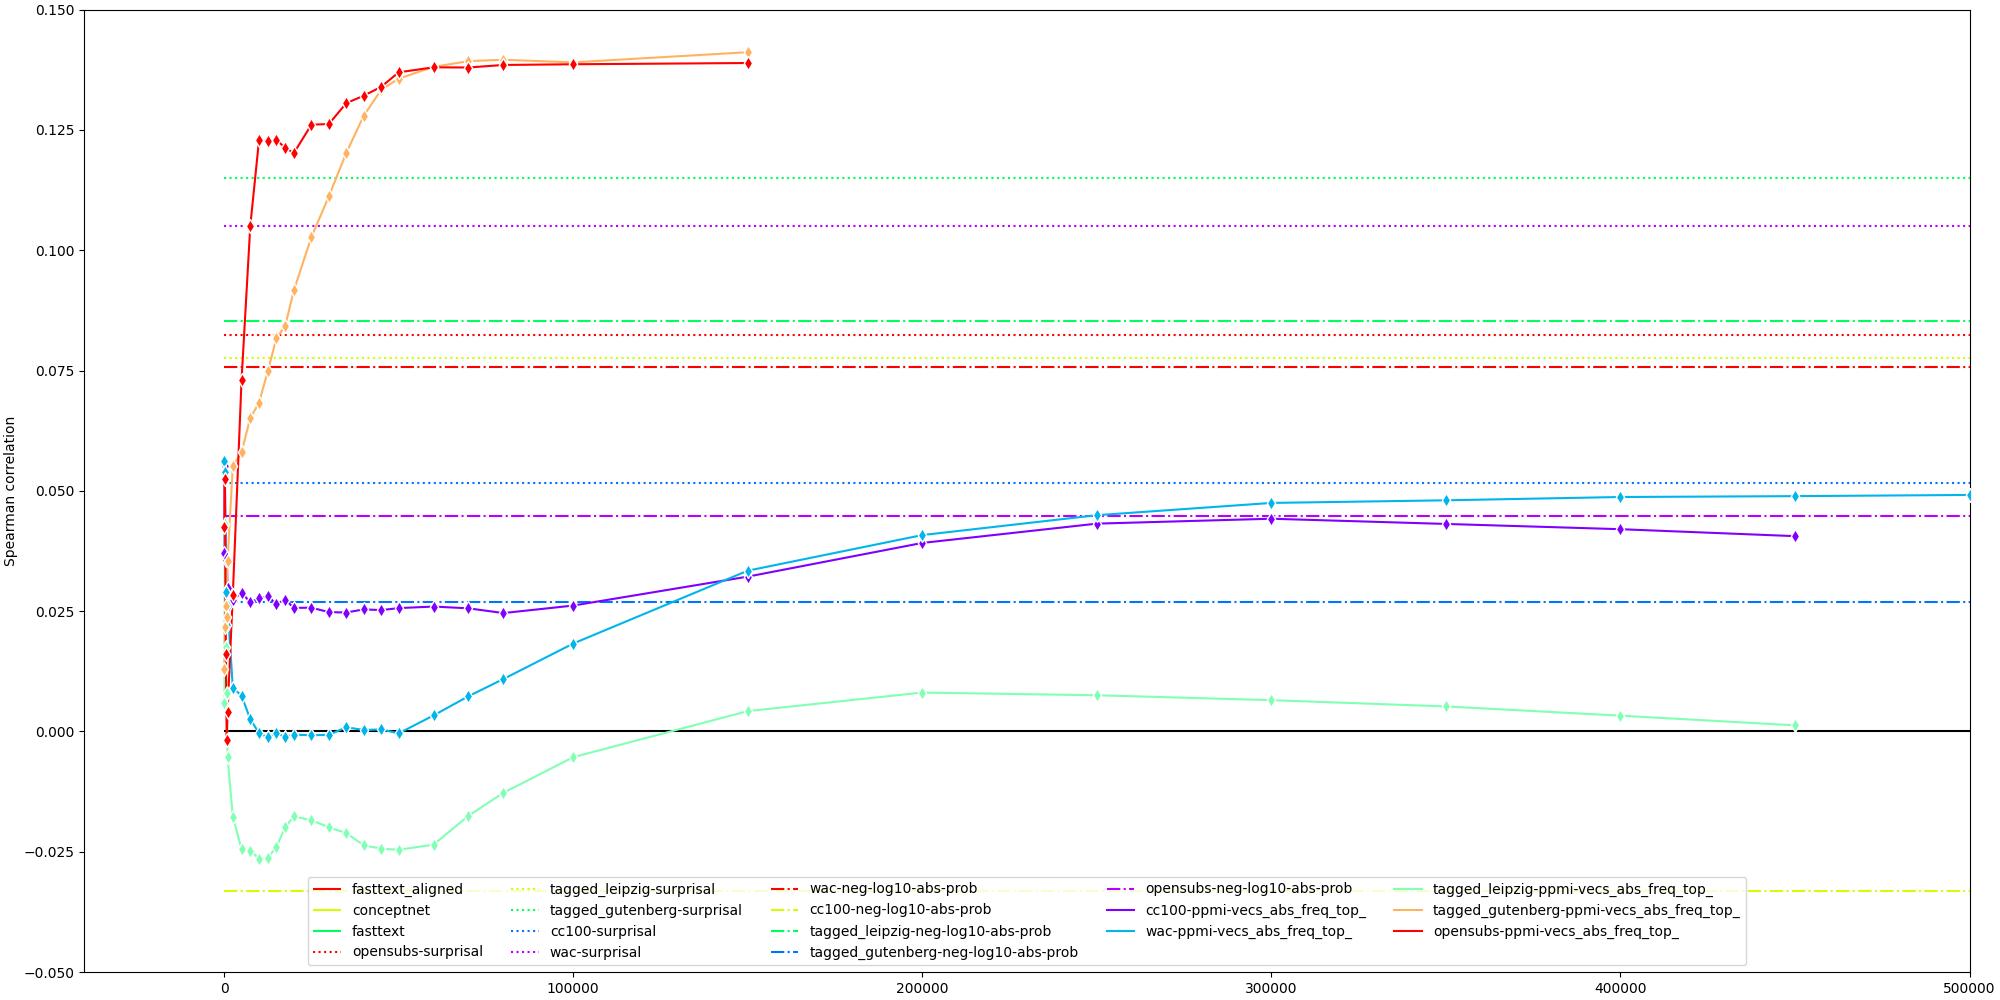 0.150
0.125
0.100
0.075
0.050
0.025
0.000
−0.025
−0.050
Spearman correlation
fasttext_aligned
conceptnet
fasttext
opensubs-surprisal
tagged_leipzig-surprisal
tagged_gutenberg-surprisal
cc100-surprisal
wac-surprisal
wac-neg-log10-abs-prob
cc100-neg-log10-abs-prob
tagged_leipzig-neg-log10-abs-prob
tagged_gutenberg-neg-log10-abs-prob
opensubs-neg-log10-abs-prob
cc100-ppmi-vecs_abs_freq_top_
wac-ppmi-vecs_abs_freq_top_
tagged_leipzig-ppmi-vecs_abs_freq_top_
tagged_gutenberg-ppmi-vecs_abs_freq_top_
opensubs-ppmi-vecs_abs_freq_top_
0 100000 200000 300000 400000 500000